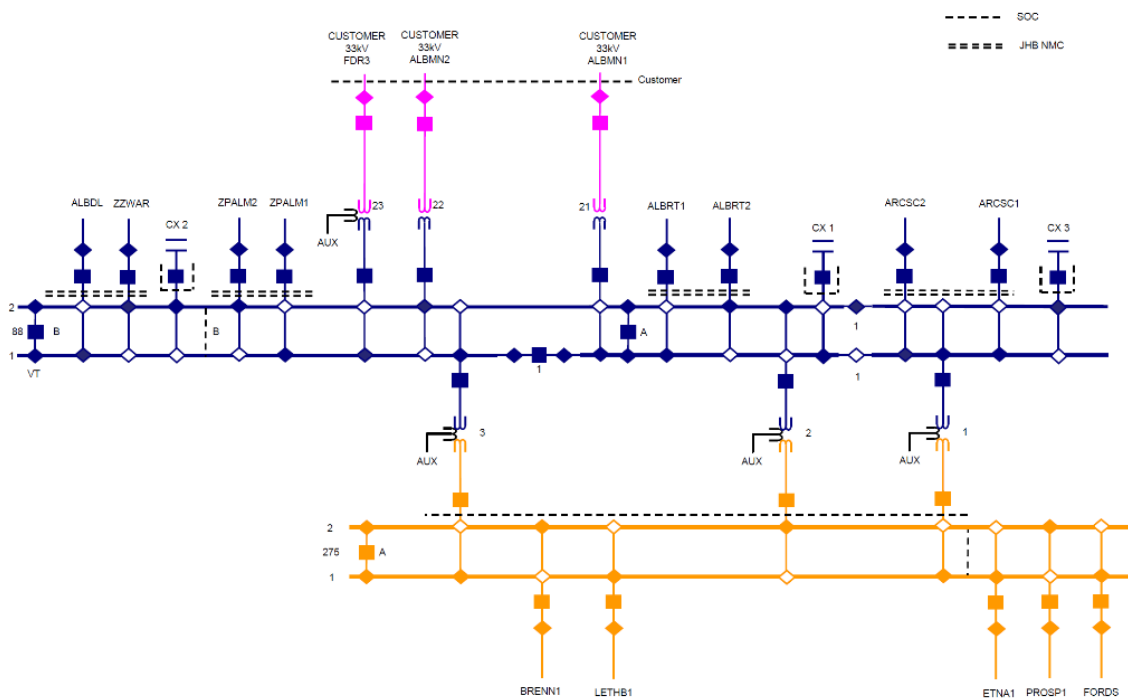 SOC
JHB NMC
CUSTOMER
33kV
FDR3
CUSTOMER
33kV
ALBMN2
CUSTOMER
33kV
ALBMN1
Customer
ALBDL
ZZWAR
CX 2
ZPALM2
ZPALM1
23
22
21
AUX
ALBRT1
ALBRT2
CX 1
ARCSC2
ARCSC1
CX 3
2
88
B
B
A
1
1
VT
1
1
3
2
1
AUX
AUX
AUX
2
275
A
1
BRENN1
LETHB1
ETNA1
PROSP1
FORDS